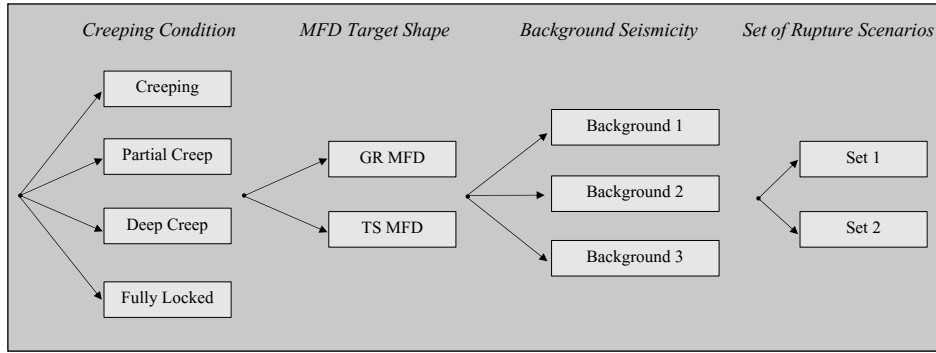 Creeping Condition
MFD Target Shape
Background Seismicity
Set of Rupture Scenarios
Creeping
Partial Creep
Deep Creep
Fully Locked
GR MFD
TS MFD
Background 1
Background 2
Background 3
Set 1
Set 2